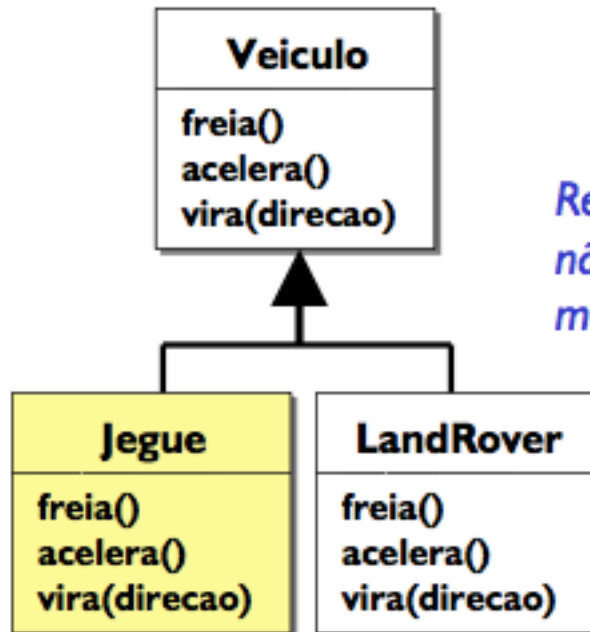 Veiculo
freia()
acelera()
vira(direcao)
Jegue
freia()
acelera()
vira(direcao)
LandRover
freia()
acelera()
vira(direcao)